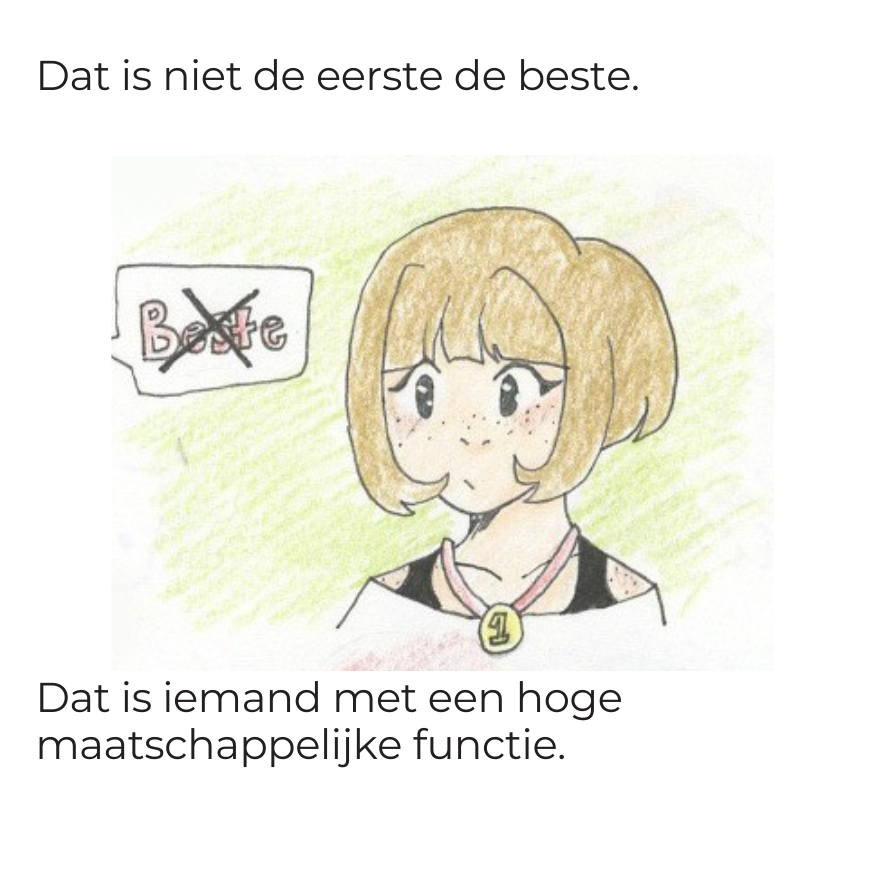 Dat is niet de eerste de beste.
Beste
1
Dat is iemand met een hoge
maatschappelijke functie.